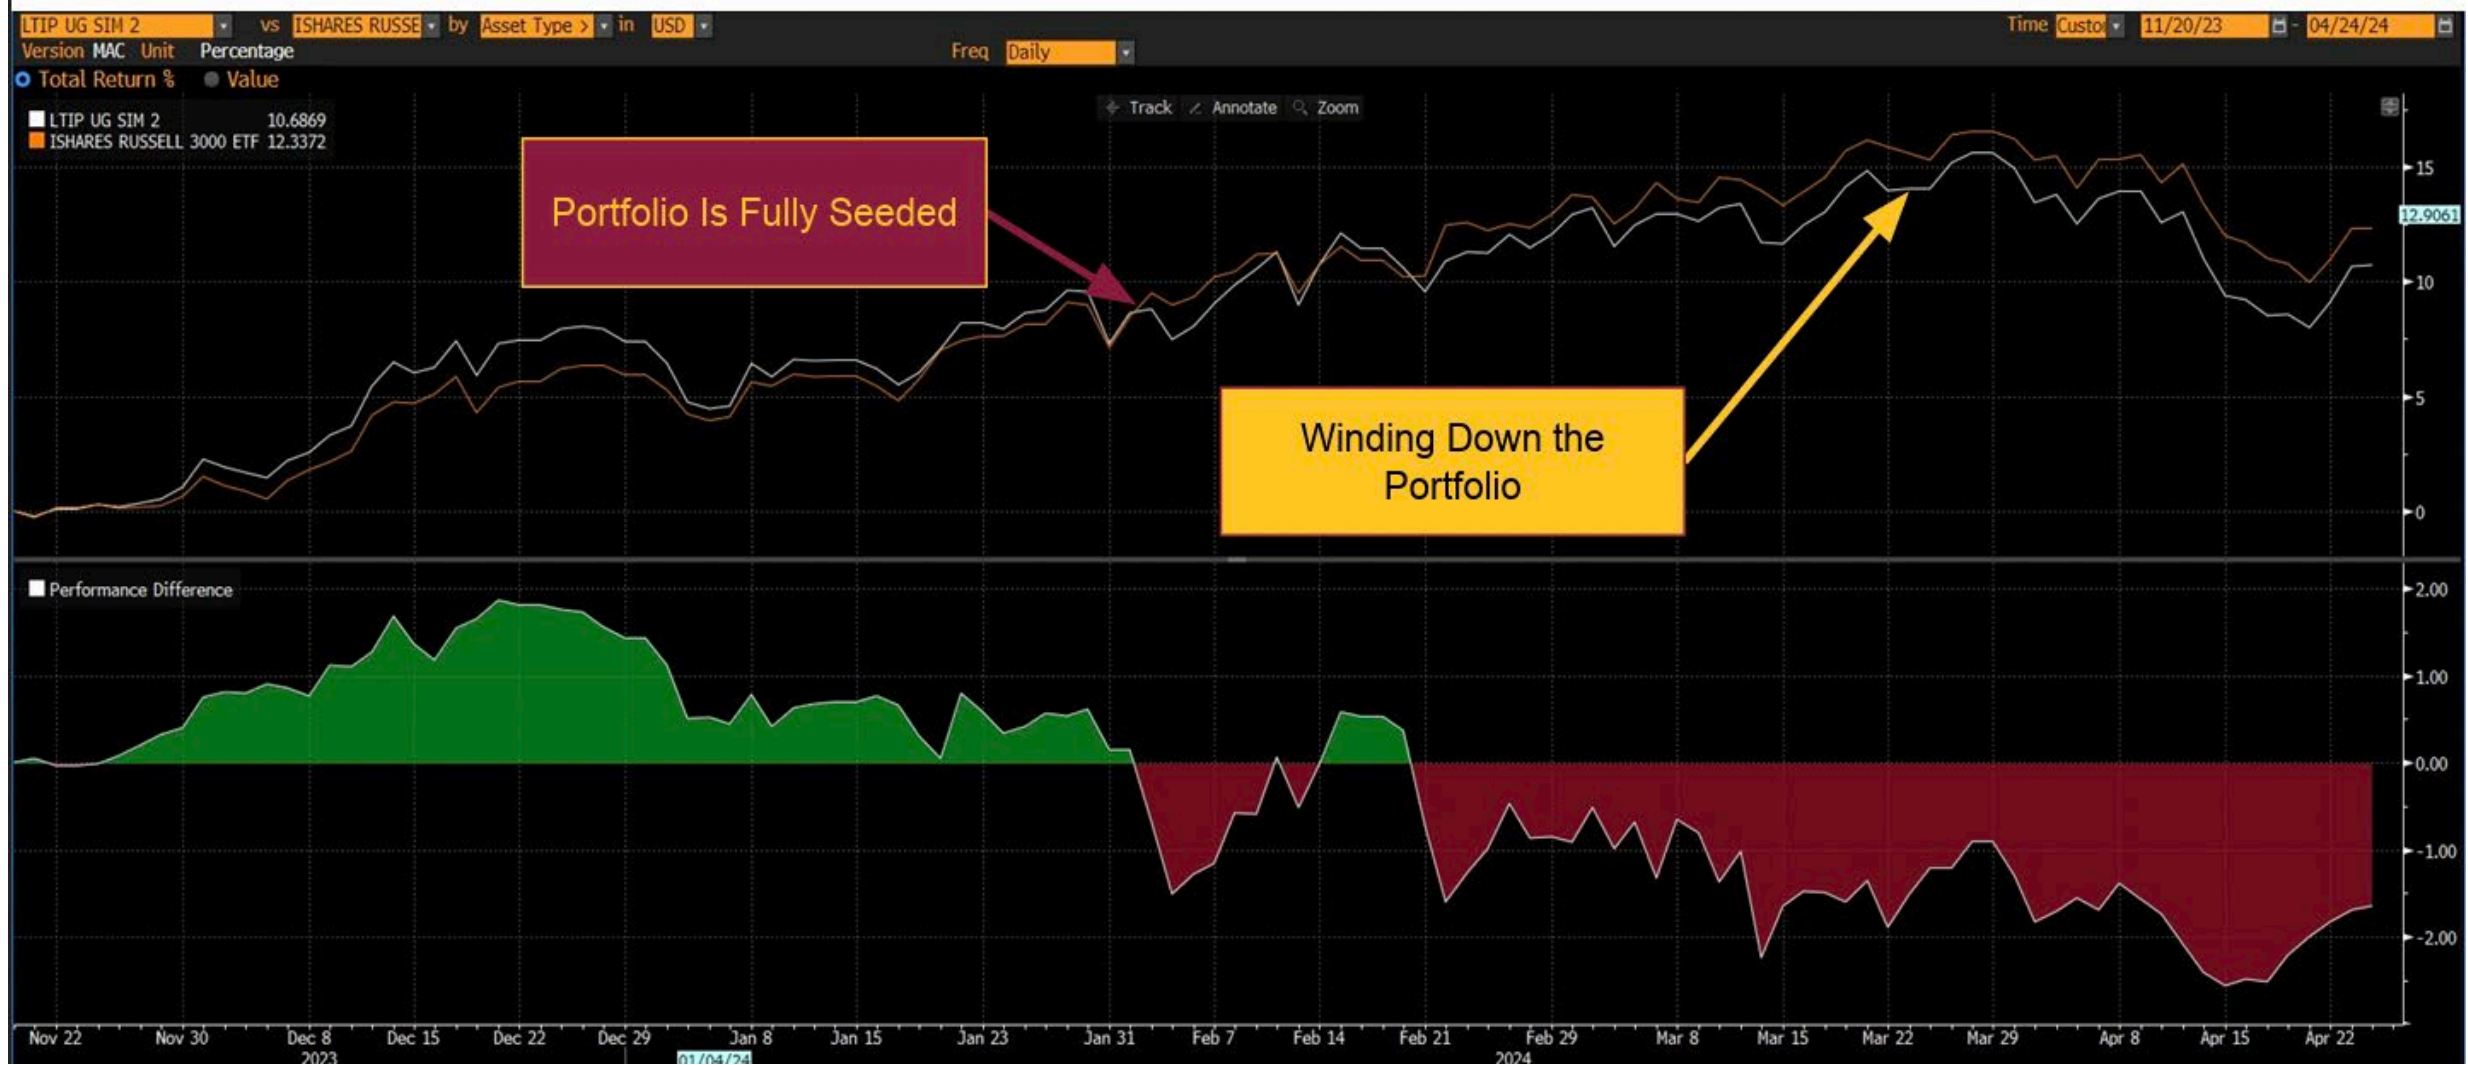 LTIP UG SIM 2 vs ISHARES RUSSE by Asset Type > in USD Time Custo 11/20/23 - 04/24/24
Version MAC Unit Percentage Freq Daily
Total Return % Value
Track Annotate Zoom
LTIP UG SIM 2 10.6869
ISHARES RUSSELL 3000 ETF 12.3372
Portfolio Is Fully Seeded
Winding Down the
Portfolio
15
12.9061
10
5
0
Performance Difference
2.00
1.00
0.00
-1.00
-2.00
Nov 22 Nov 30 Dec 8 Dec 15 Dec 22 Dec 29 Jan 8 Jan 15 Jan 23 Jan 31 Feb 7 Feb 14 Feb 21 Feb 29 Mar 8 Mar 15 Mar 22 Mar 29 Apr 8 Apr 15 Apr 22
2023 01/04/24 2024